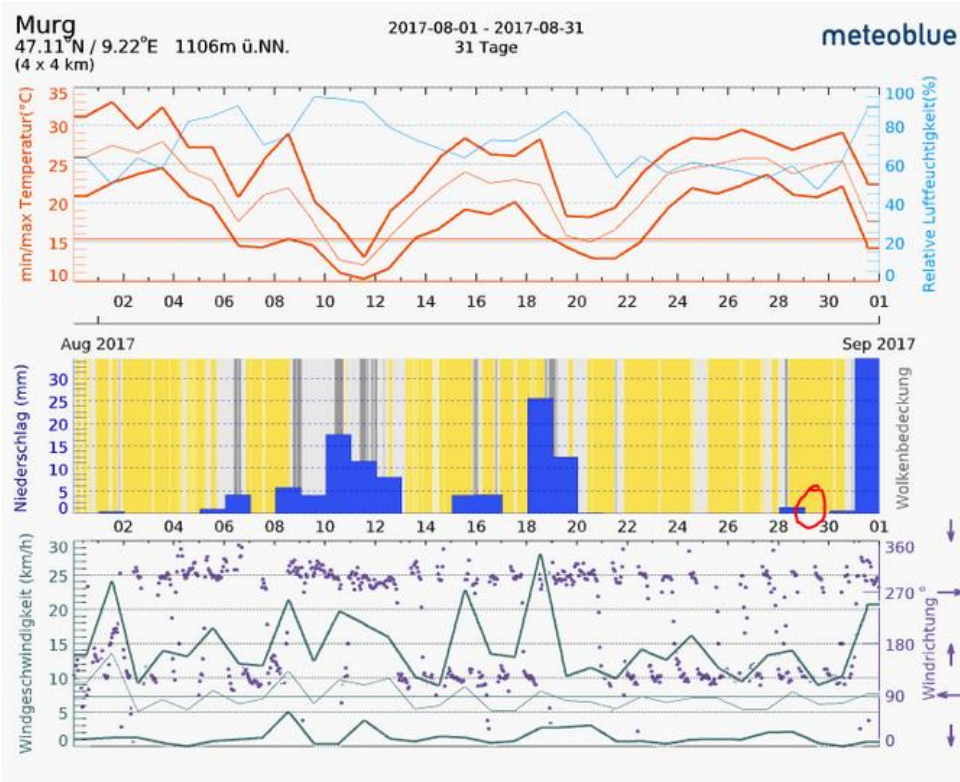 Murg
47.11°N / 9.22°E 1106m ü.NN.
(4 x 4 km)
2017-08-01 - 2017-08-31
31 Tage
meteoblue
min/max Temperatur(°C)
35
30
25
20
15
10
100
80
60
40
20
0
Relative Luftfeuchtigkeit(%)
02 04 06 08 10 12 14 16 18 20 22 24 26 28 30 01
Aug 2017
Sep 2017
Niederschlag (mm)
30
25
20
15
10
5
0
Wolkenbedeckung
02 04 06 08 10 12 14 16 18 20 22 24 26 28 30 01
Windgeschwindigkeit (km/h)
30
25
20
15
10
5
0
360
270
180
90
0
Windrichtung °